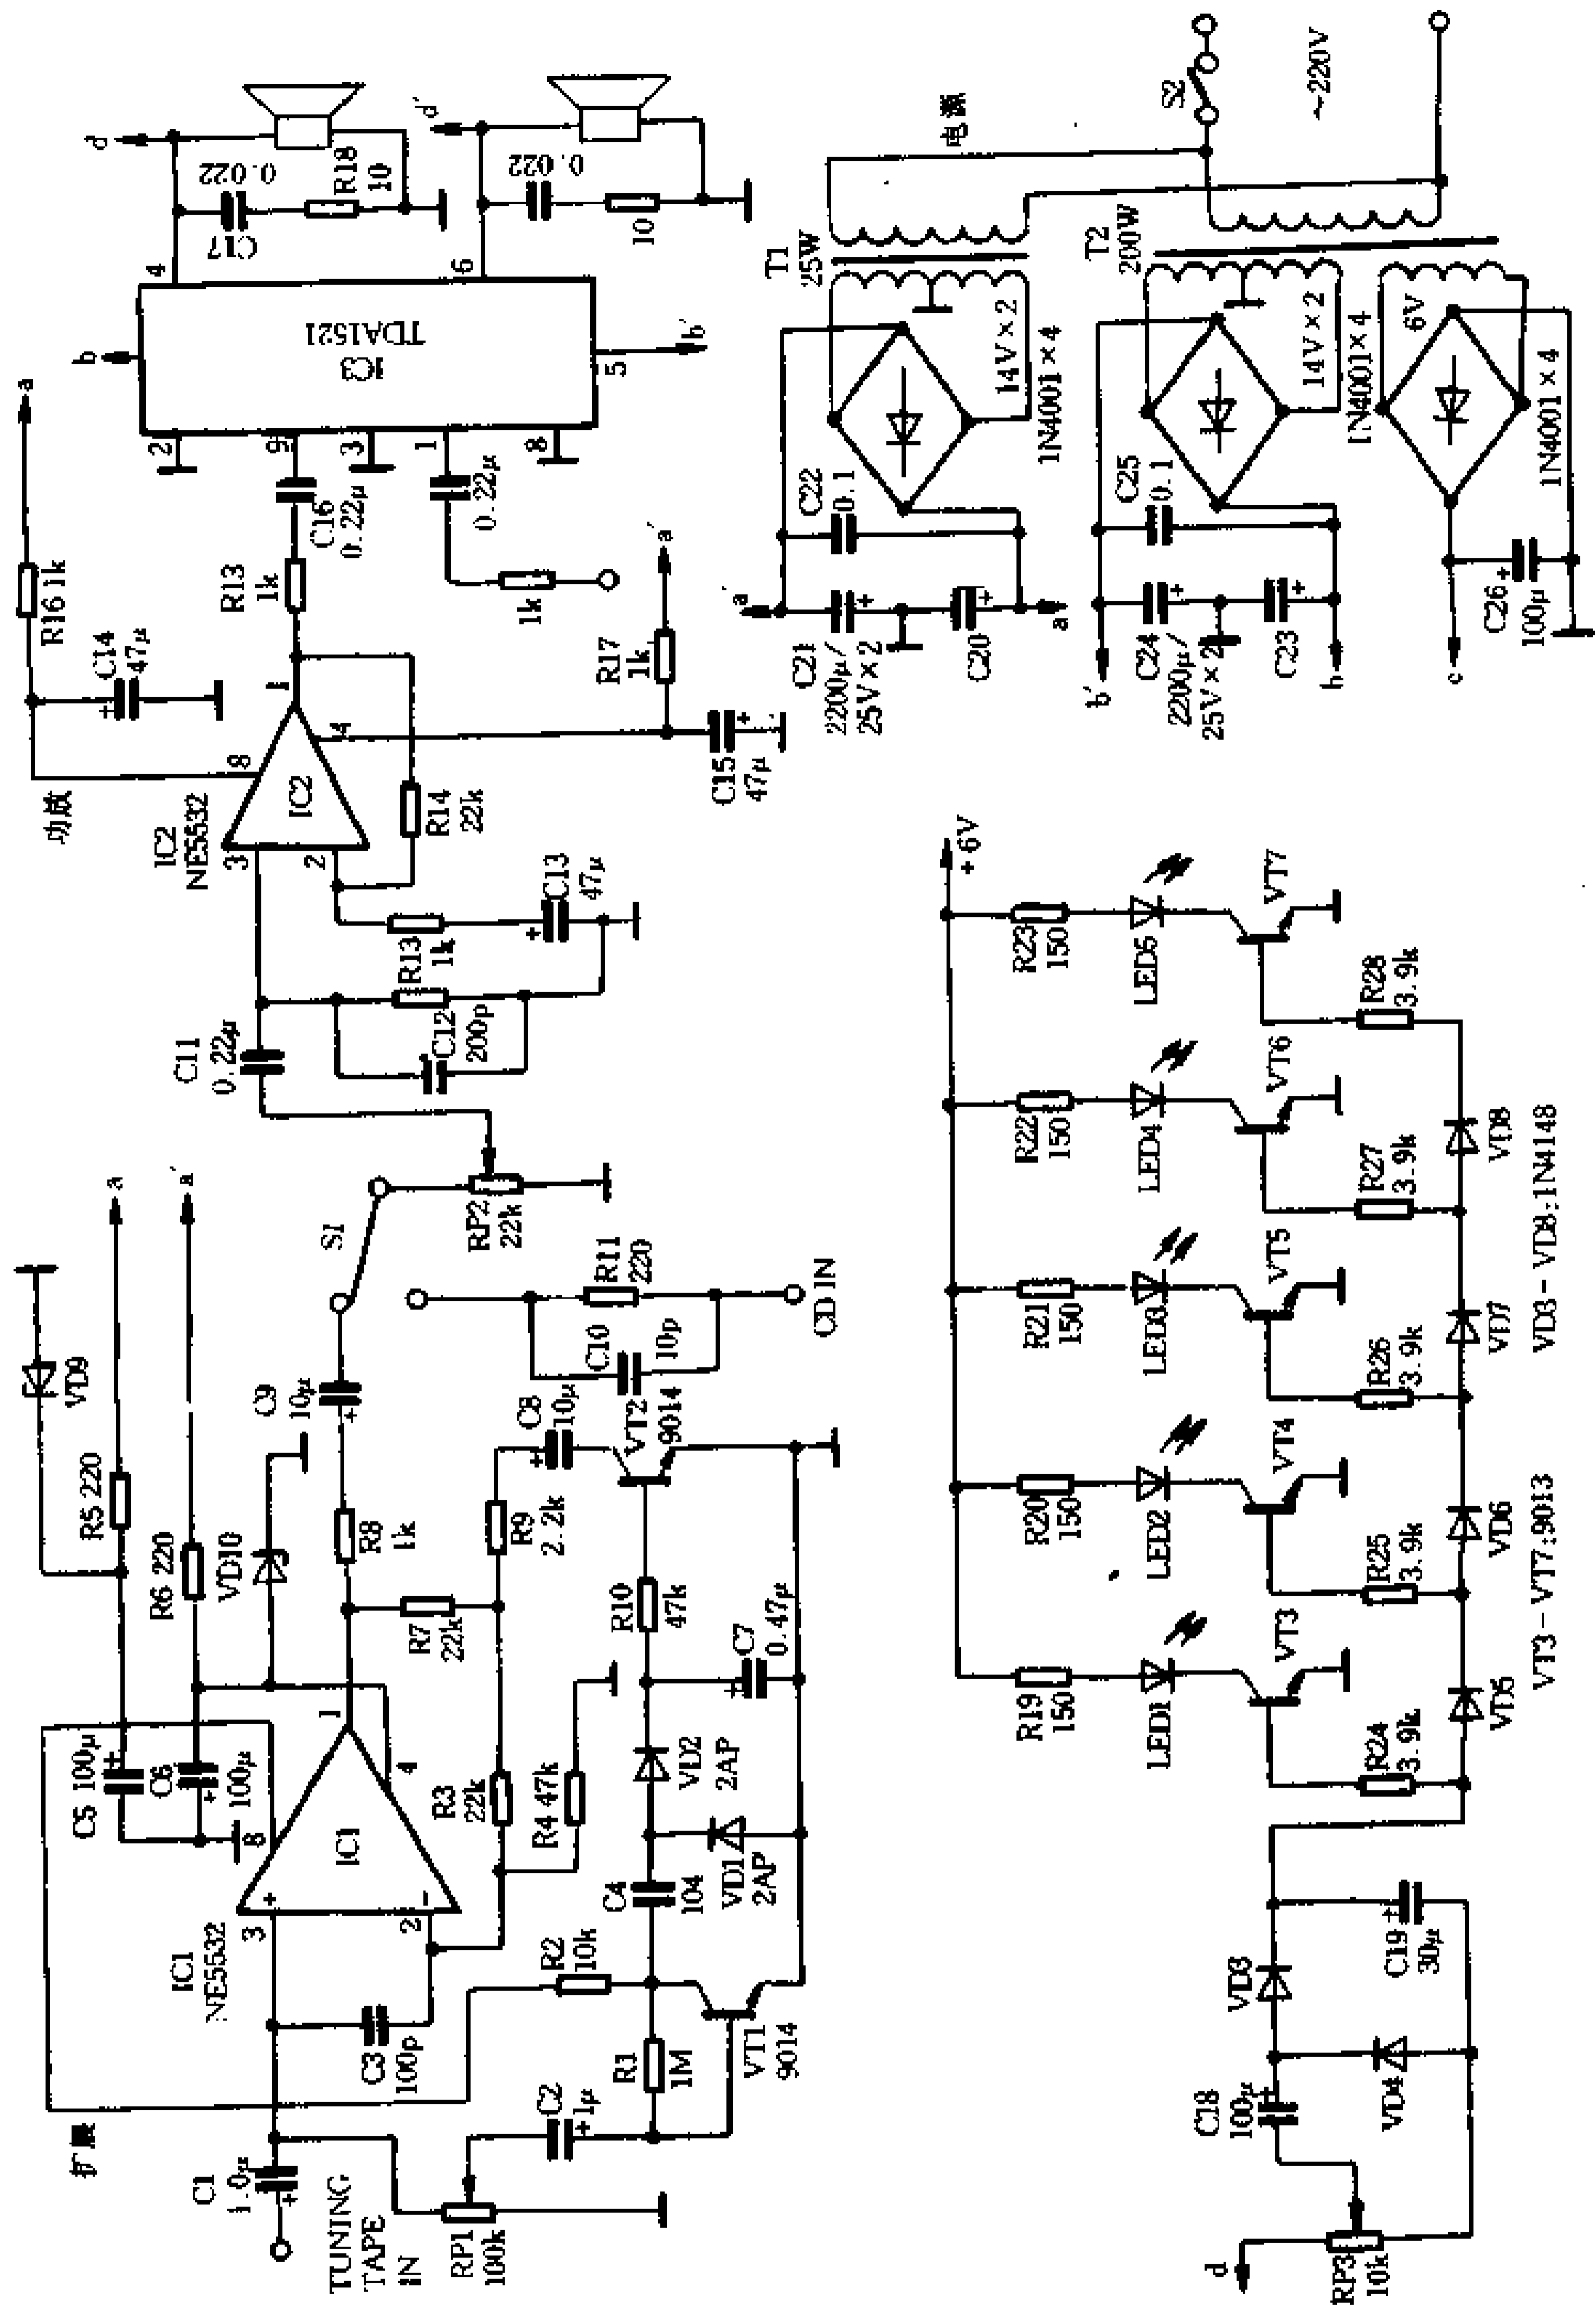 扩展
C1
1.0μ
TUNING
TAPE
IN
RP1
100k
C2
1μ
C3
100p
IC1
NE5532
3
2
+
-
IC1
8
1
4
C5 100μ
C6
100μ
R5 220
R6 220
VD9
VD10
a
a′
R1
1M
R2
10k
VT1
9014
C4
104
VD1
2AP
VD2
2AP
R3
22k
R4 47k
R7
22k
R8
1k
R9
2.2k
R10
47k
C7
0.47μ
C8
10μ
VT2
9014
C9
10μ
S1
C10
10p
R11
220
CD IN
RP2
22k
C11
0.22μ
C12
200p
R13
1k
C13
47μ
功放
IC2
NE5532
3
2
IC2
8
1
4
R14
22k
C14
47μ
R16 1k
a
C15
47μ
R17
1k
a′
R13
1k
C16
0.22μ
1k
0.22μ
2
9
3
1
8
IC3
TDA1521
b
5
b′
4
6
C17
0.022
R18
10
d
0.022
10
d′
d
RP3
10k
C18
100μ
VD3
VD4
C19
30μ
R19
150
R20
150
R21
150
R22
150
R23
150
+6V
LED1
LED2
LED3
LED4
LED5
VT3
VT4
VT5
VT6
VT7
R24
3.9k
R25
3.9k
R26
3.9k
R27
3.9k
R28
3.9k
VD5
VD6
VD7
VD8
VT3-VT7:9013
VD3-VD8:1N4148
a′
C21
2200μ/
25V×2
C20
a
C22
0.1
T1
25W
14V×2
1N4001×4
电源
S2
~220V
b′
C24
2200μ/
25V×2
C23
b
C25
0.1
T2
200W
14V×2
1N4001×4
6V
1N4001×4
c
C26
100μ